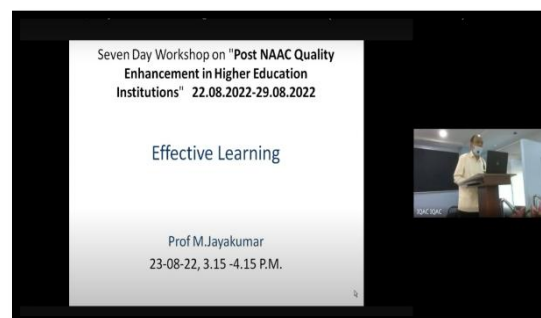 Seven Day Workshop on "Post NAAC Quality
Enhancement in Higher Education
Institutions" 22.08.2022-29.08.2022
Effective Learning
Prof M.Jayakumar
23-08-22, 3.15 -4.15 P.M.
IQAC IQAC